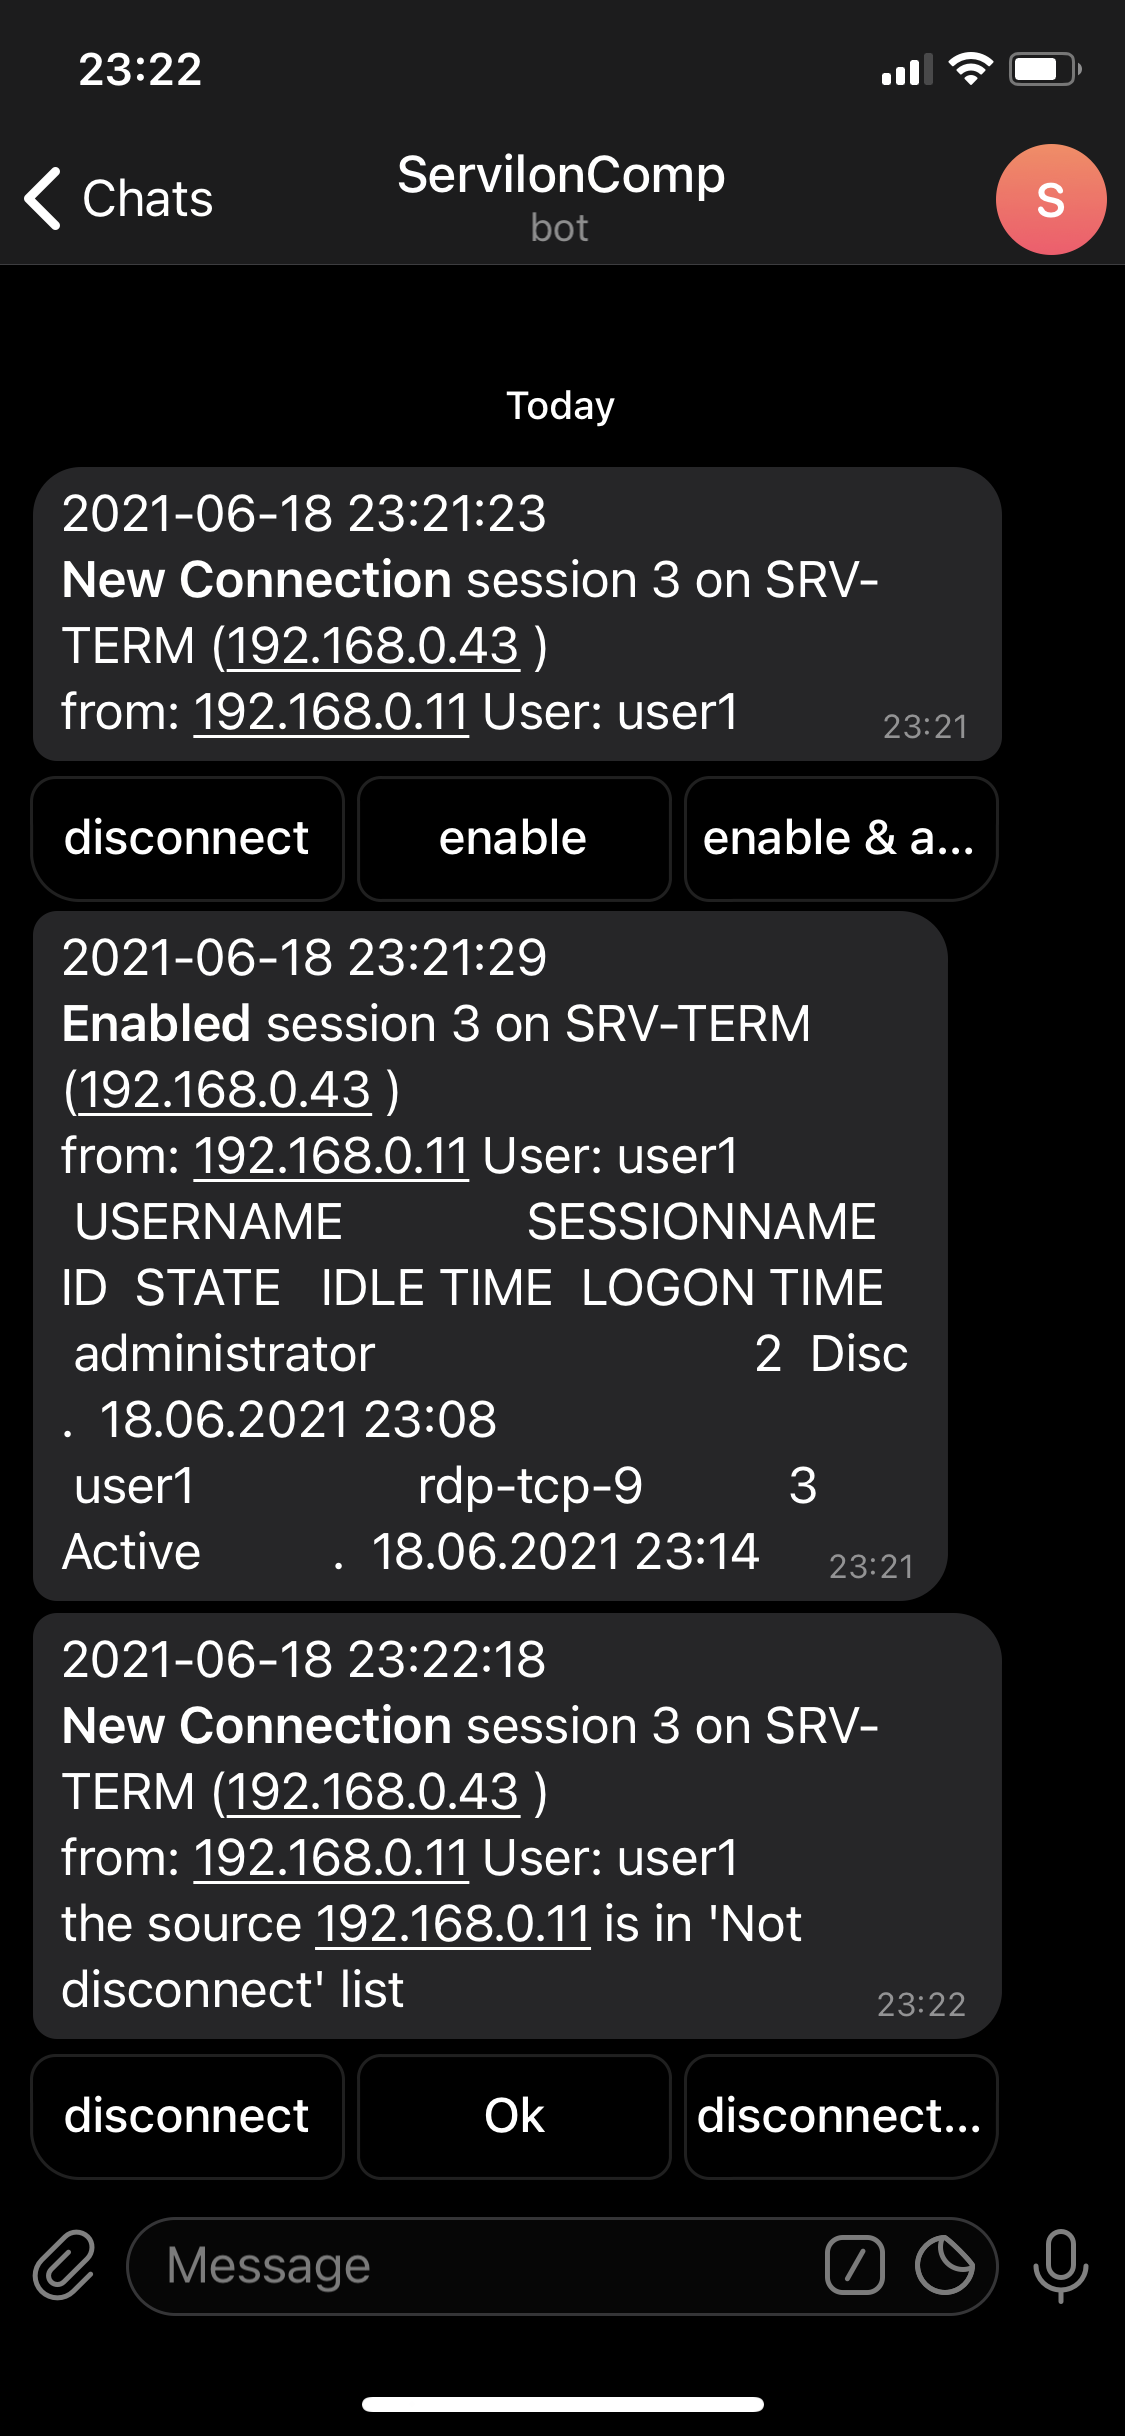 23:22
Chats
ServilonComp
bot
S
Today
2021-06-18 23:21:23
New Connection session 3 on SRV-
TERM (192.168.0.43 )
from: 192.168.0.11 User: user1
23:21
disconnect
enable
enable & a...
2021-06-18 23:21:29
Enabled session 3 on SRV-TERM
(192.168.0.43 )
from: 192.168.0.11 User: user1
USERNAME SESSIONNAME
ID STATE IDLE TIME LOGON TIME
administrator 2 Disc
. 18.06.2021 23:08
user1 rdp-tcp-9 3
Active . 18.06.2021 23:14
23:21
2021-06-18 23:22:18
New Connection session 3 on SRV-
TERM (192.168.0.43 )
from: 192.168.0.11 User: user1
the source 192.168.0.11 is in 'Not
disconnect' list
23:22
disconnect
Ok
disconnect...
Message